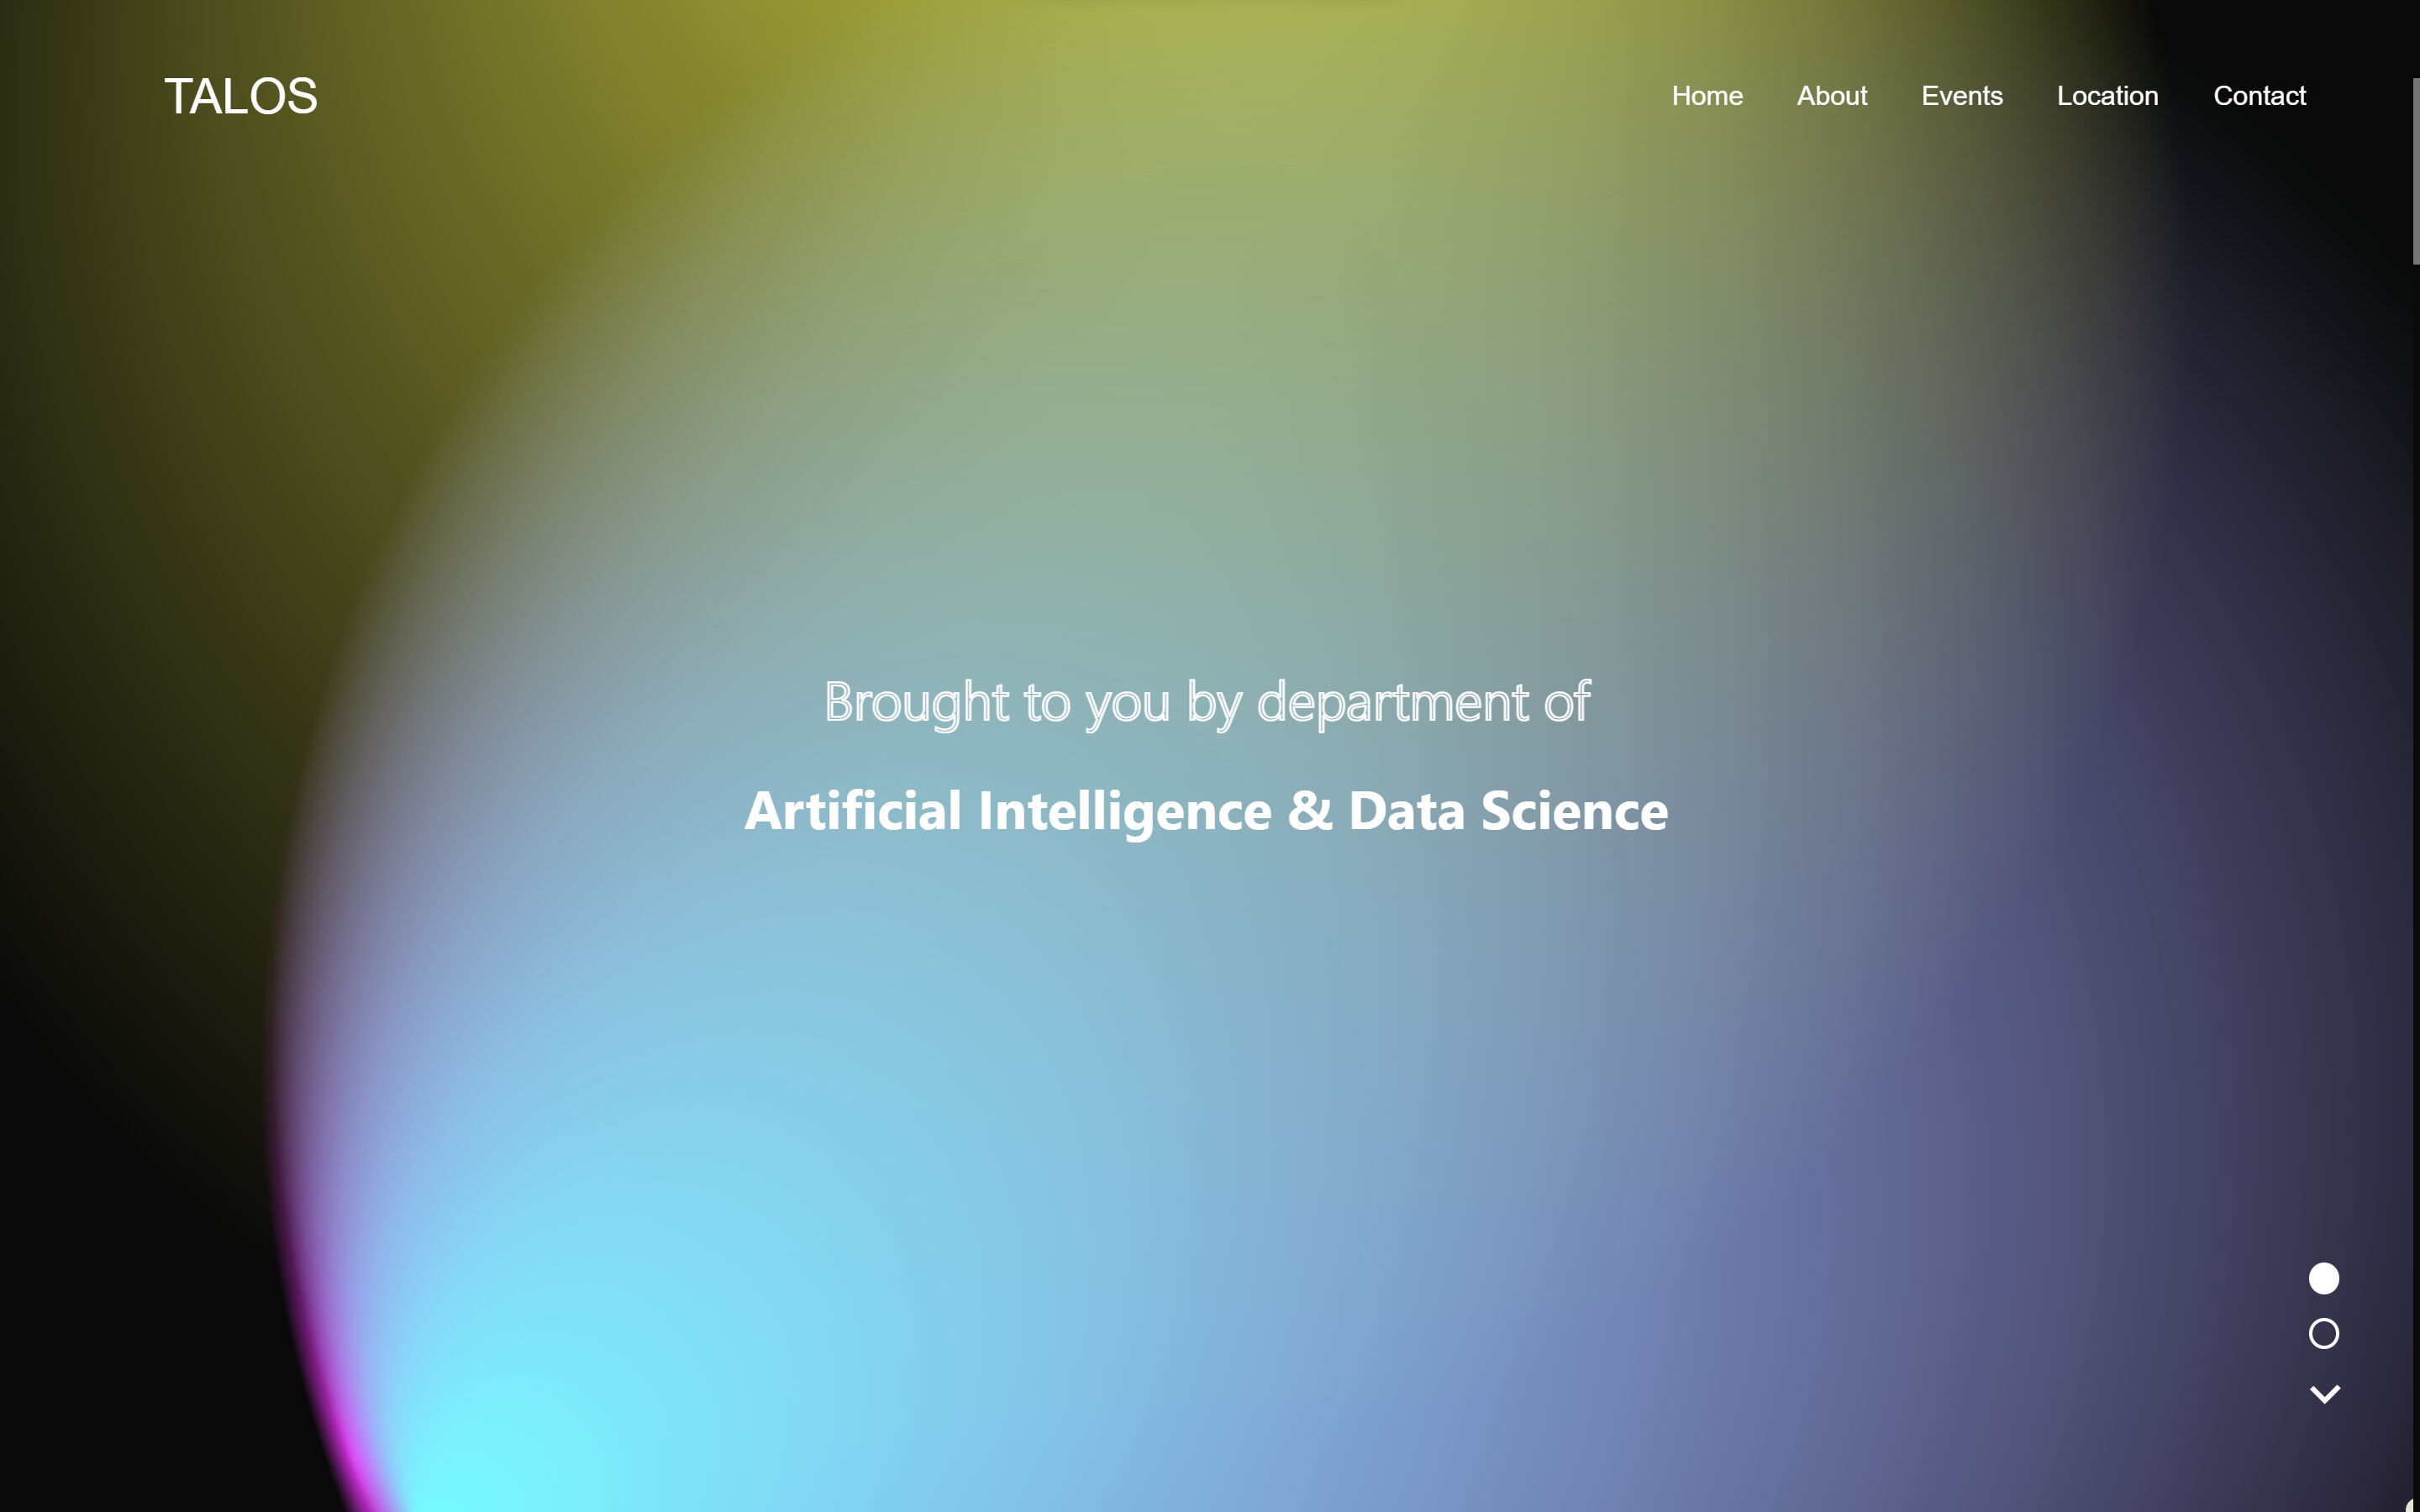 TALOS
Home About Events Location Contact
Brought to you by department of
Artificial Intelligence & Data Science